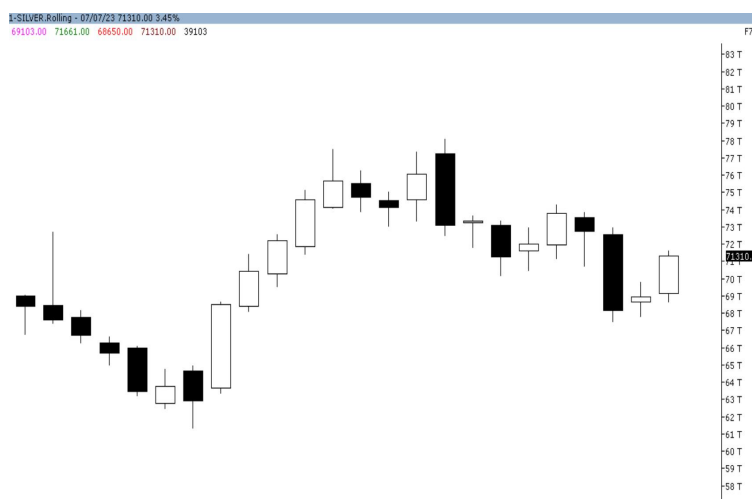 1-SILVER.Rolling - 07/07/23 71310.00 3.45%
69103.00 71661.00 68650.00 71310.00 39103
F7
83 T
82 T
81 T
80 T
79 T
78 T
77 T
76 T
75 T
74 T
73 T
72 T
71310.
71 T
70 T
69 T
68 T
67 T
66 T
65 T
64 T
63 T
62 T
61 T
60 T
59 T
58 T